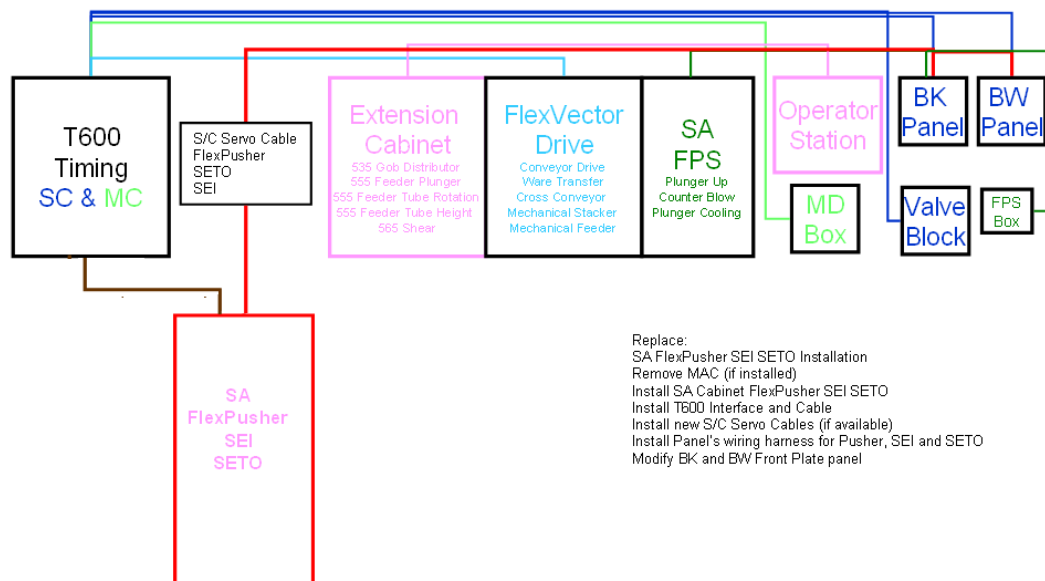 T600
Timing
SC & MC
S/C Servo Cable
FlexPusher
SETO
SEI
Extension
Cabinet
535 Gob Distributor
555 Feeder Plunger
555 Feeder Tube Rotation
555 Feeder Tube Height
565 Shear
FlexVector
Drive
Conveyor Drive
Ware Transfer
Cross Conveyor
Mechanical Stacker
Mechanical Feeder
SA
FPS
Plunger Up
Counter Blow
Plunger Cooling
Operator
Station
MD
Box
BK
Panel
BW
Panel
Valve
Block
FPS
Box
SA
FlexPusher
SEI
SETO
Replace:
SA FlexPusher SEI SETO Installation
Remove MAC (if installed)
Install SA Cabinet FlexPusher SEI SETO
Install T600 Interface and Cable
Install new S/C Servo Cables (if available)
Install Panel's wiring harness for Pusher, SEI and SETO
Modify BK and BW Front Plate panel